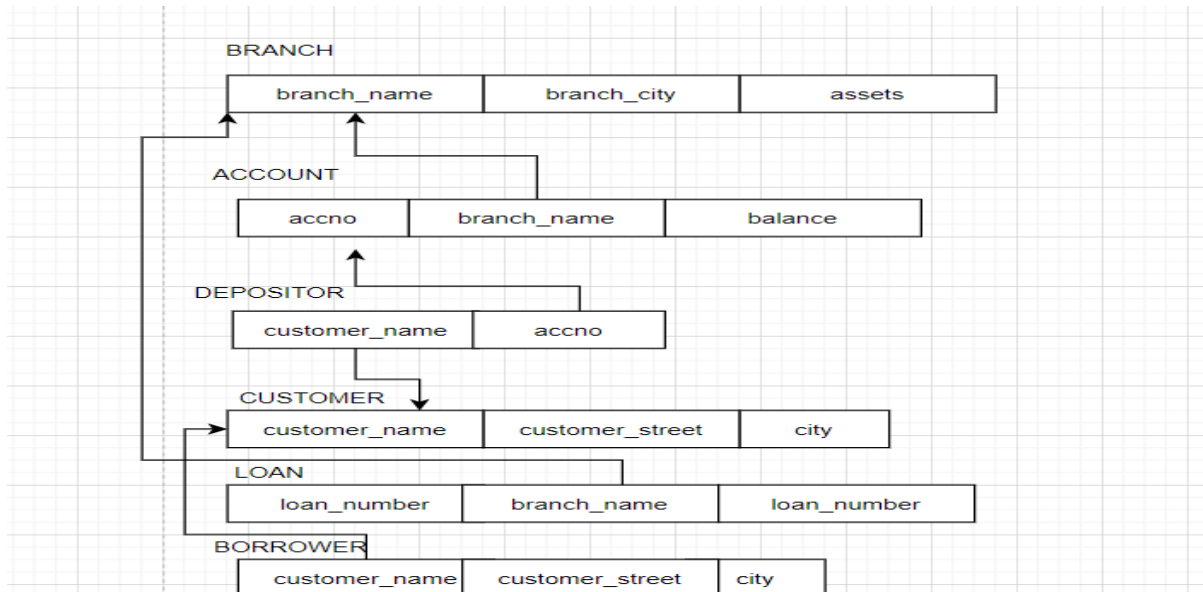 BRANCH
branch_name branch_city assets
ACCOUNT
accno branch_name balance
DEPOSITOR
customer_name accno
CUSTOMER
customer_name customer_street city
LOAN
loan_number branch_name loan_number
BORROWER
customer_name customer_street city